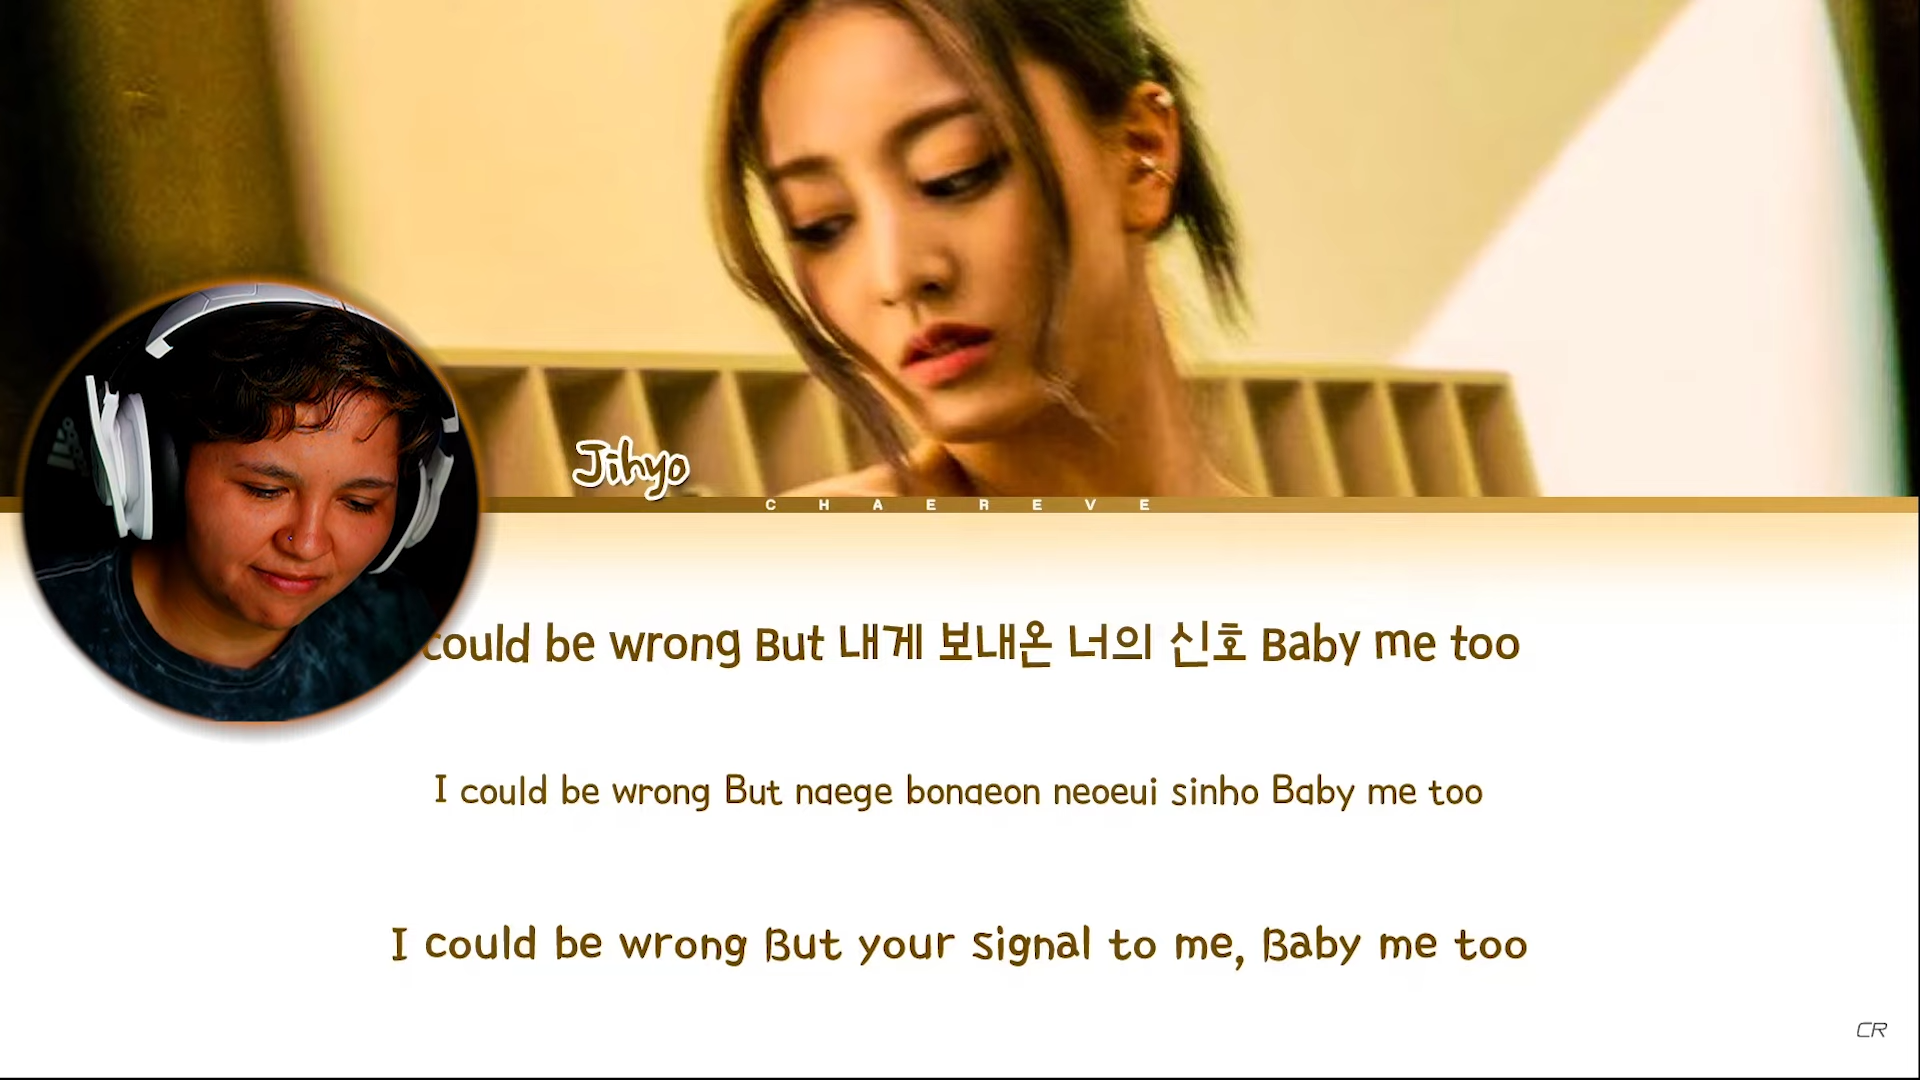 Jihyo
CHAEREVE
could be wrong But 내게 보내온 너의 신호 Baby me too
I could be wrong But naege bonaeon neoeui sinho Baby me too
I could be wrong But your signal to me, Baby me too
CR